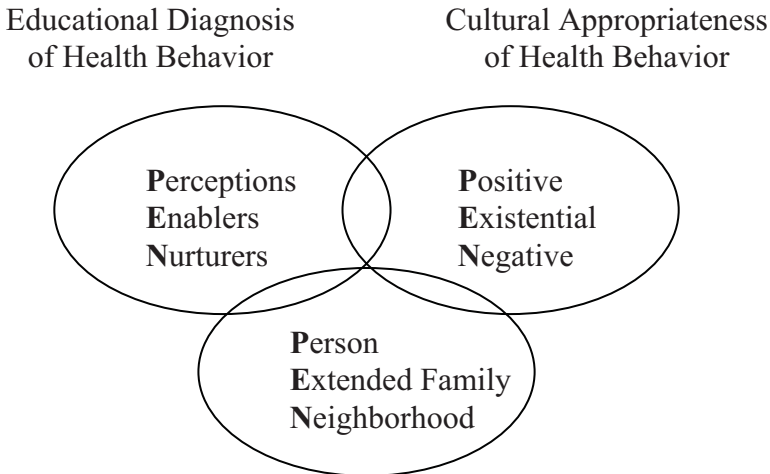 Educational Diagnosis
of Health Behavior
Cultural Appropriateness
of Health Behavior
Perceptions
Enablers
Nurturers
Positive
Existential
Negative
Person
Extended Family
Neighborhood